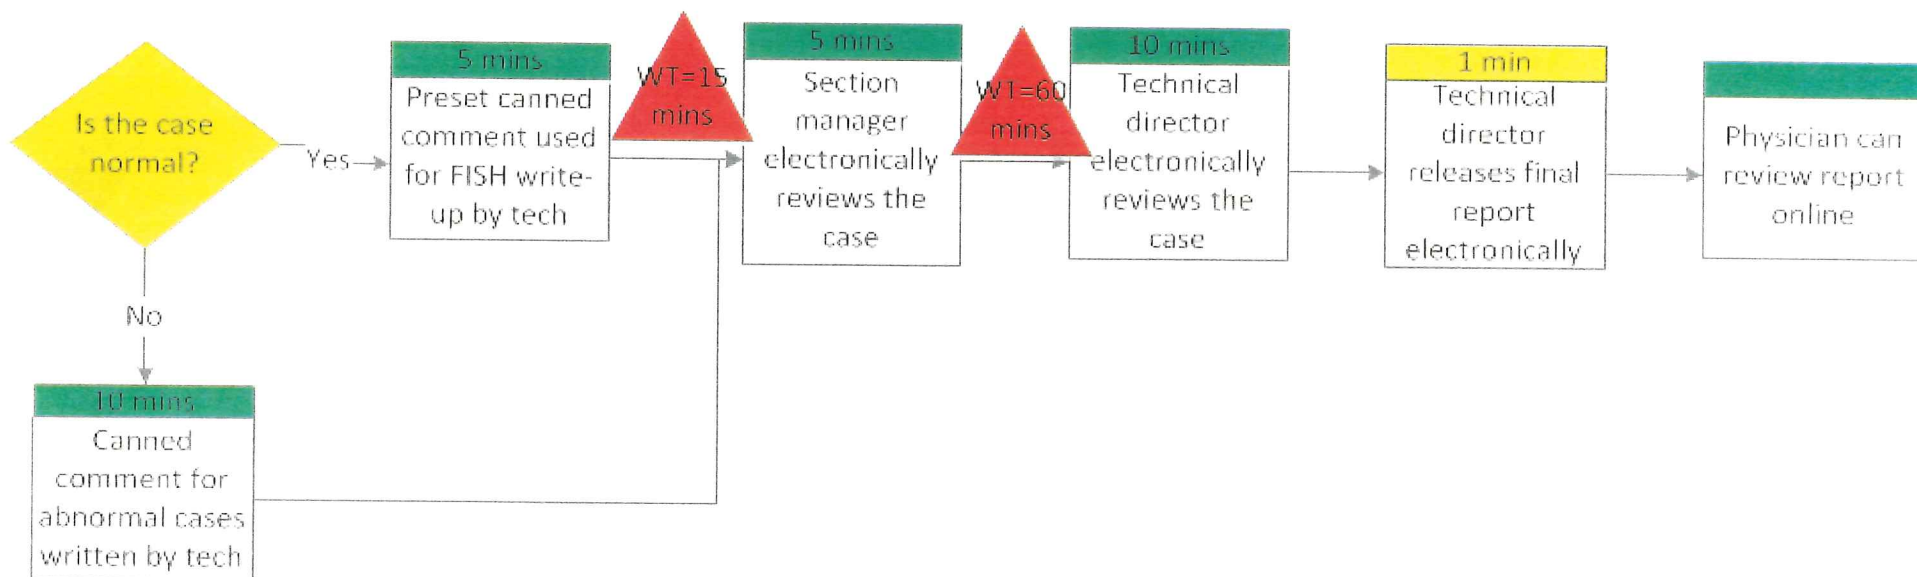 Is the case
normal?
Yes
No
5 mins
Preset canned
comment used
for FISH write-
up by tech
WT=15
mins
5 mins
Section
manager
electronically
reviews the
case
WT=60
mins
10 mins
Technical
director
electronically
reviews the
case
1 min
Technical
director
releases final
report
electronically
Physician can
review report
online
10 mins
Canned
comment for
abnormal cases
written by tech